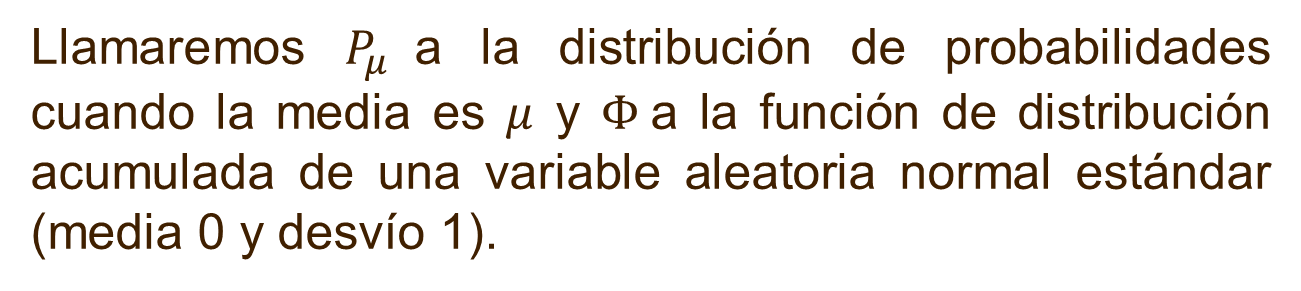 Llamaremos 𝑃𝜇 a la distribución de probabilidades
cuando la media es 𝜇 y Φ a la función de distribución
acumulada de una variable aleatoria normal estándar
(media 0 y desvío 1).